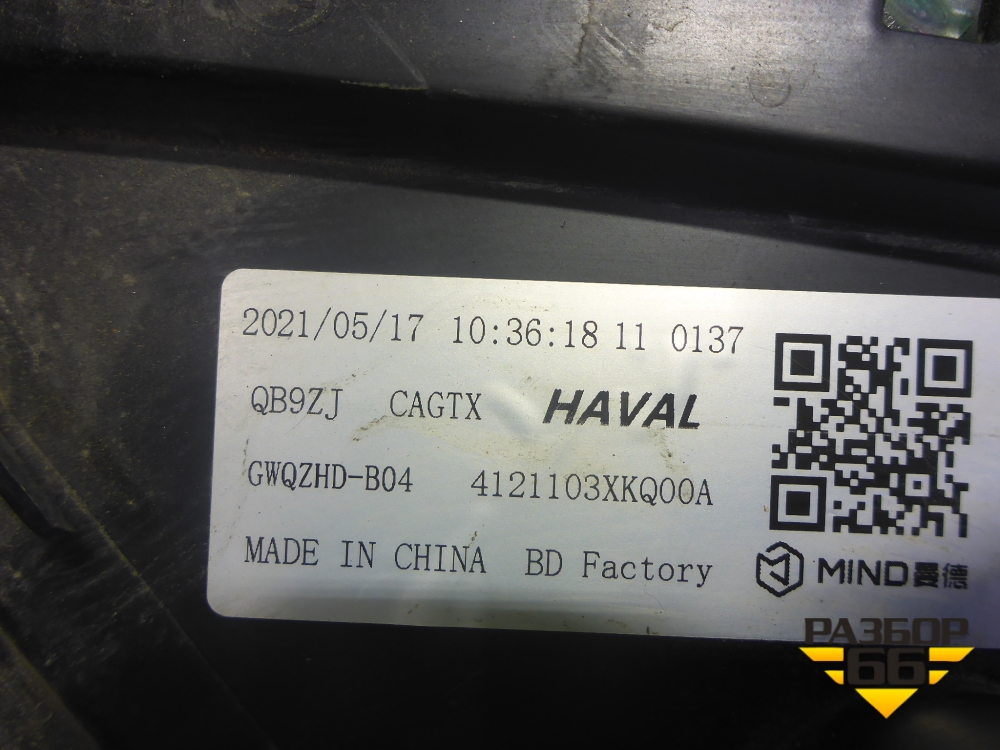 2021/05/17 10:36:18 11 0137
QB9ZJ CAGTX HAVAL
GWQZHD-B04 4121103XKQ00A
MADE IN CHINA BD Factory
MIND曼德
РАЗБОР
66